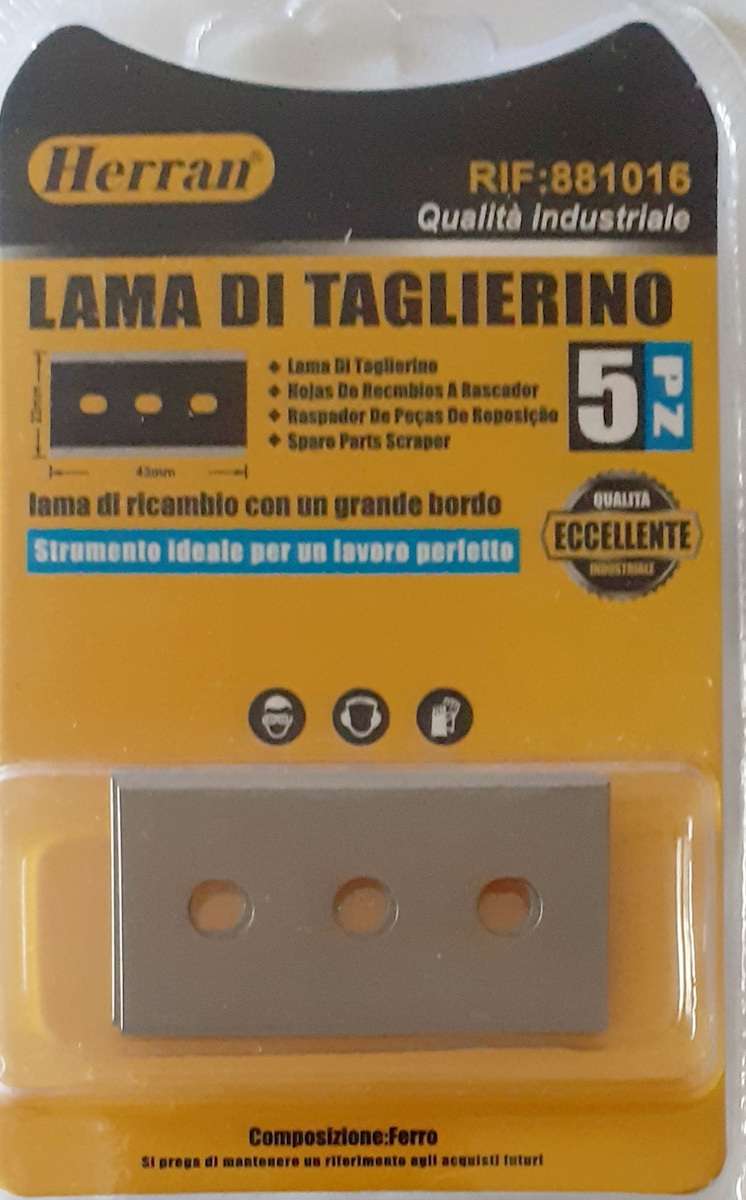 Herran®
RIF:881016
Qualità industriale
LAMA DI TAGLIERINO
Lama Di Taglierino
Hojas De Recmbios A Rascador
Raspador De Peças De Reposição
Spare Parts Scraper
5 PZ
22mm
43mm
lama di ricambio con un grande bordo
Strumento ideale per un lavoro perfetto
QUALITA
ECCELLENTE
INDUSTRIALE
Composizione:Ferro
Si prega di mantenere un riferimento agli acquisti futuri